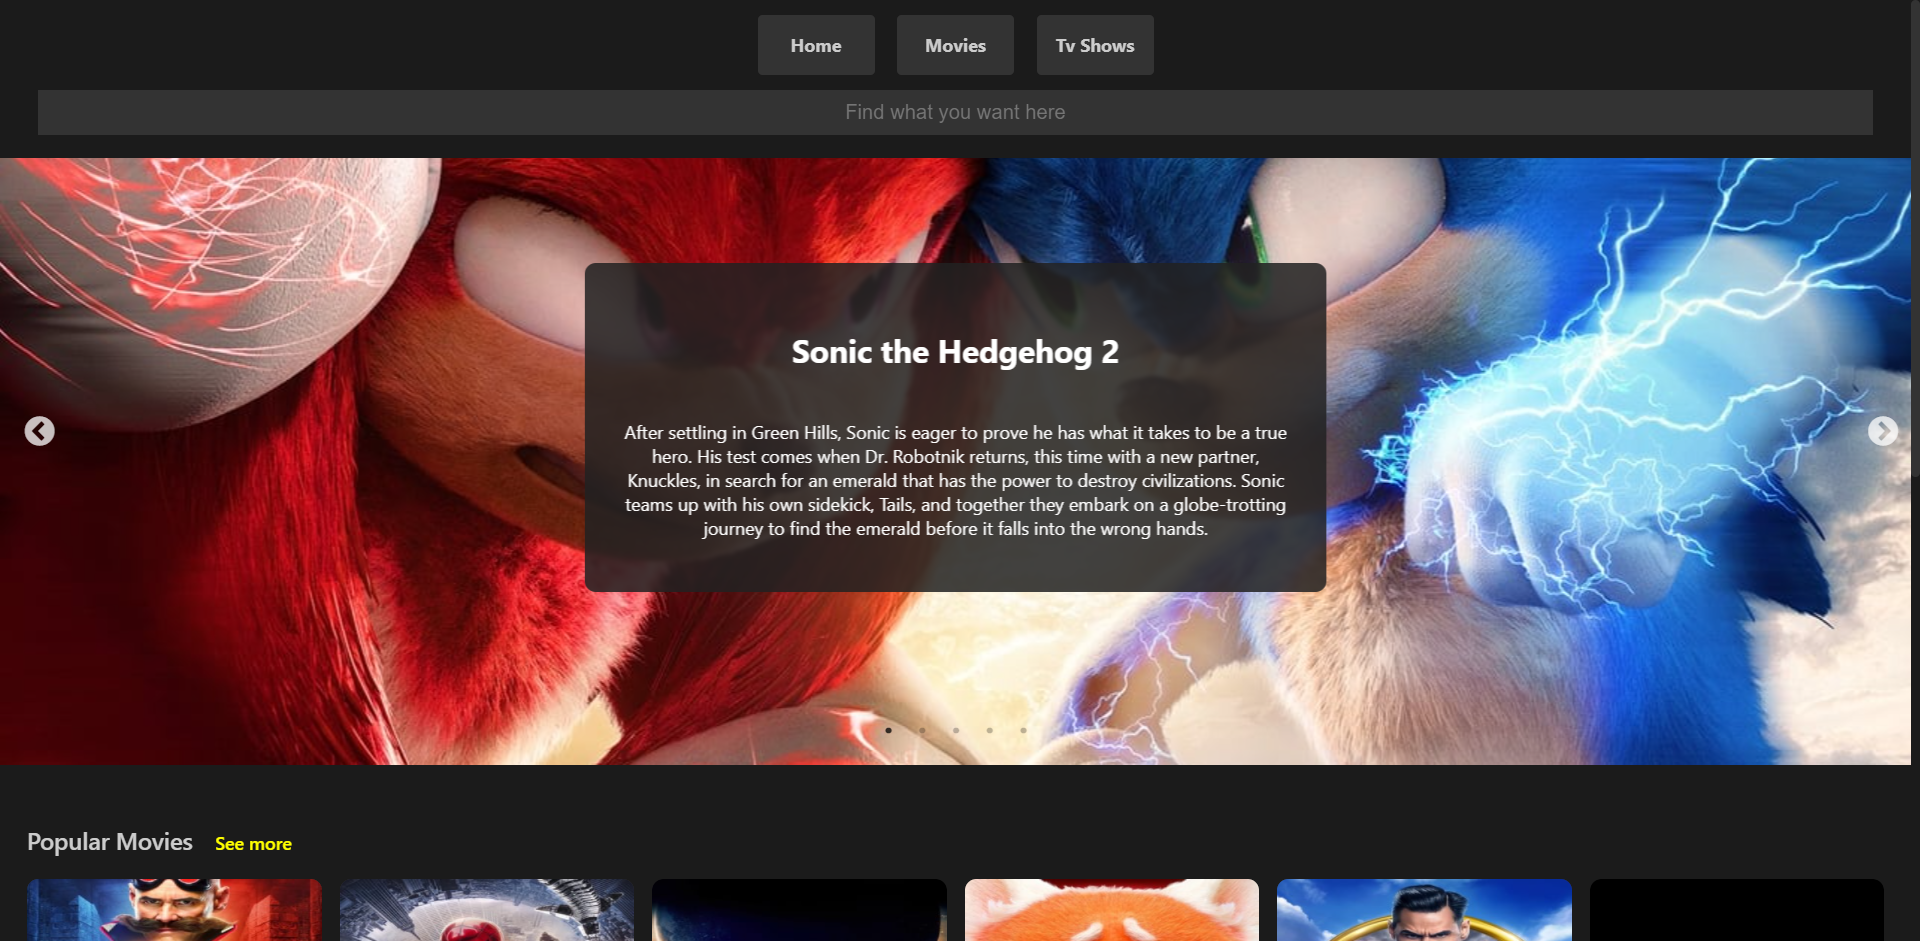 Home
Movies
Tv Shows
Find what you want here
Sonic the Hedgehog 2
After settling in Green Hills, Sonic is eager to prove he has what it takes to be a true
hero. His test comes when Dr. Robotnik returns, this time with a new partner,
Knuckles, in search for an emerald that has the power to destroy civilizations. Sonic
teams up with his own sidekick, Tails, and together they embark on a globe-trotting
journey to find the emerald before it falls into the wrong hands.
Popular Movies
See more